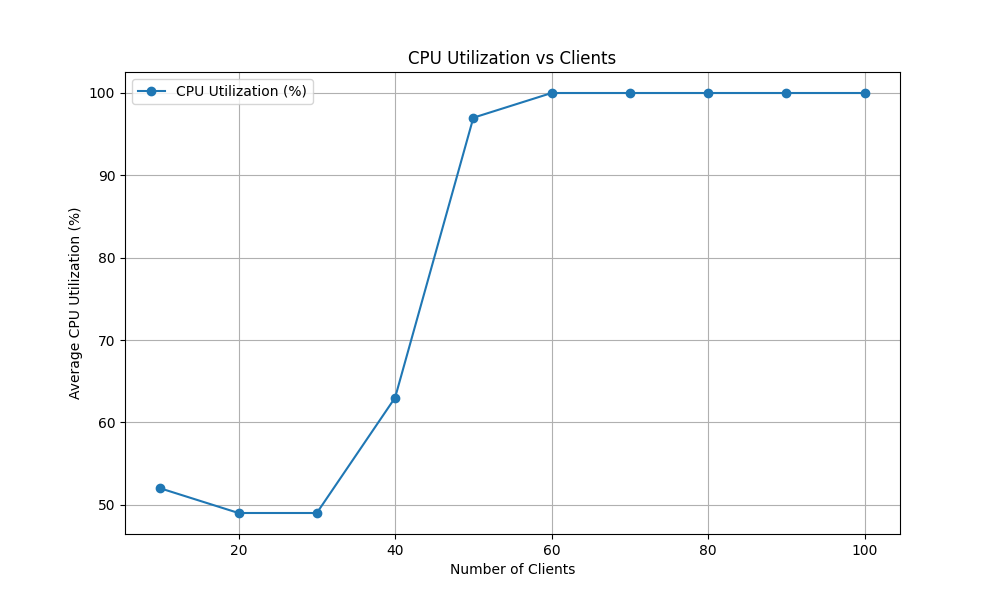 CPU Utilization vs Clients
CPU Utilization (%)
100
90
80
70
60
50
Average CPU Utilization (%)
20 40 60 80 100
Number of Clients